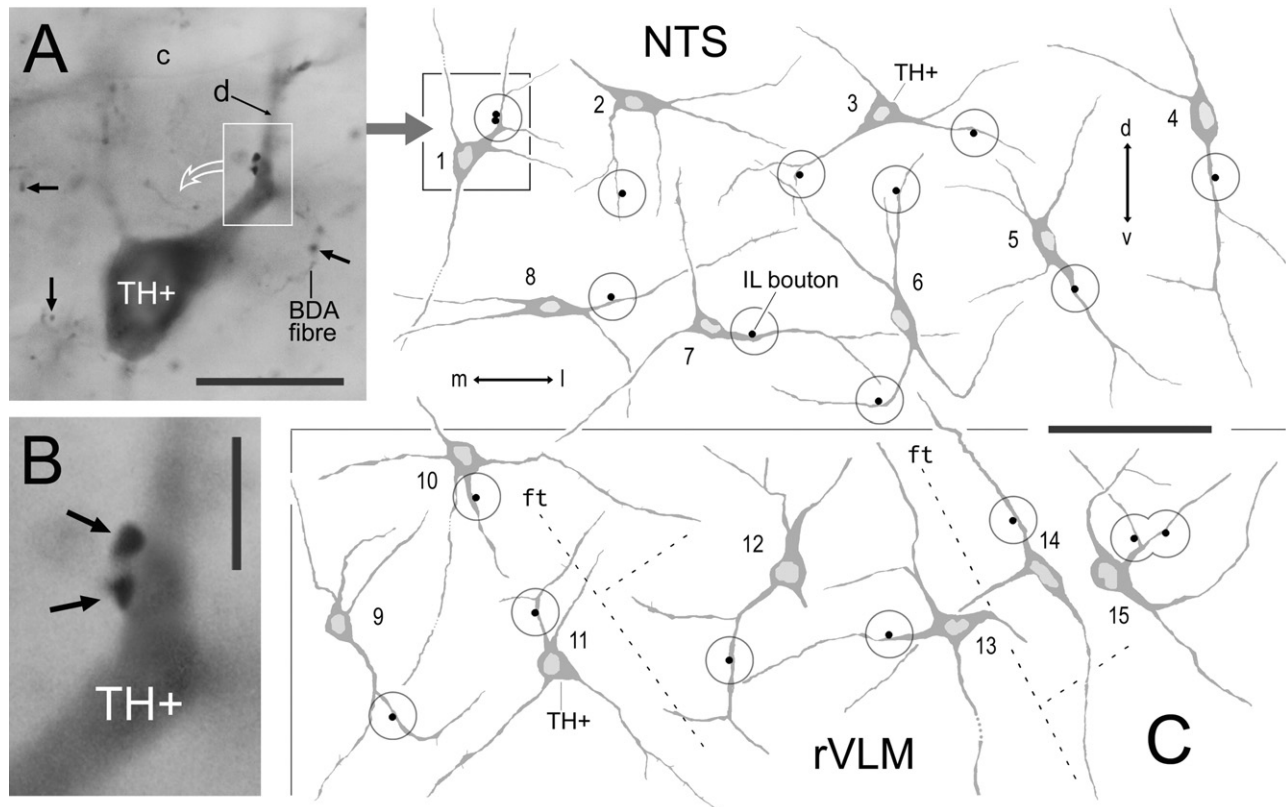 A
c
d
TH+
BDA
fibre
B
TH+
NTS
TH+
1
2
3
4
5
6
7
8
IL bouton
d
v
m
l
9
10
11
12
13
14
15
ft
ft
TH+
rVLM
C